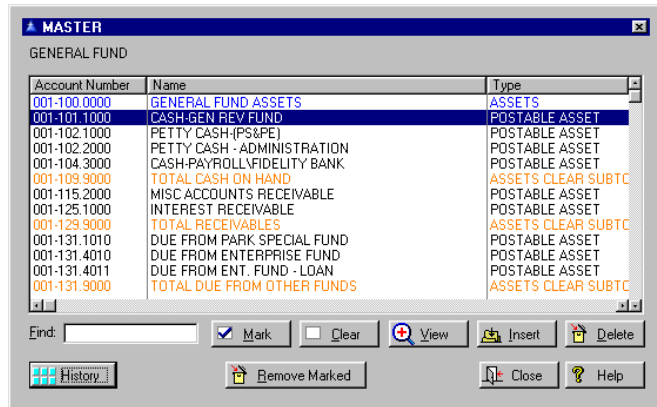 MASTER
GENERAL FUND
Account Number Name Type
001-100.0000 GENERAL FUND ASSETS ASSETS
001-101.1000 CASH-GEN REV FUND POSTABLE ASSET
001-102.1000 PETTY CASH-(PS&PE) POSTABLE ASSET
001-102.2000 PETTY CASH - ADMINISTRATION POSTABLE ASSET
001-104.3000 CASH-PAYROLL\FIDELITY BANK POSTABLE ASSET
001-109.9000 TOTAL CASH ON HAND ASSETS CLEAR SUBTO
001-115.2000 MISC ACCOUNTS RECEIVABLE POSTABLE ASSET
001-125.1000 INTEREST RECEIVABLE POSTABLE ASSET
001-129.9000 TOTAL RECEIVABLES ASSETS CLEAR SUBTO
001-131.1010 DUE FROM PARK SPECIAL FUND POSTABLE ASSET
001-131.4010 DUE FROM ENTERPRISE FUND POSTABLE ASSET
001-131.4011 DUE FROM ENT. FUND - LOAN POSTABLE ASSET
001-131.9000 TOTAL DUE FROM OTHER FUNDS ASSETS CLEAR SUBTO
Find: Mark Clear View Insert Delete
History Remove Marked Close Help